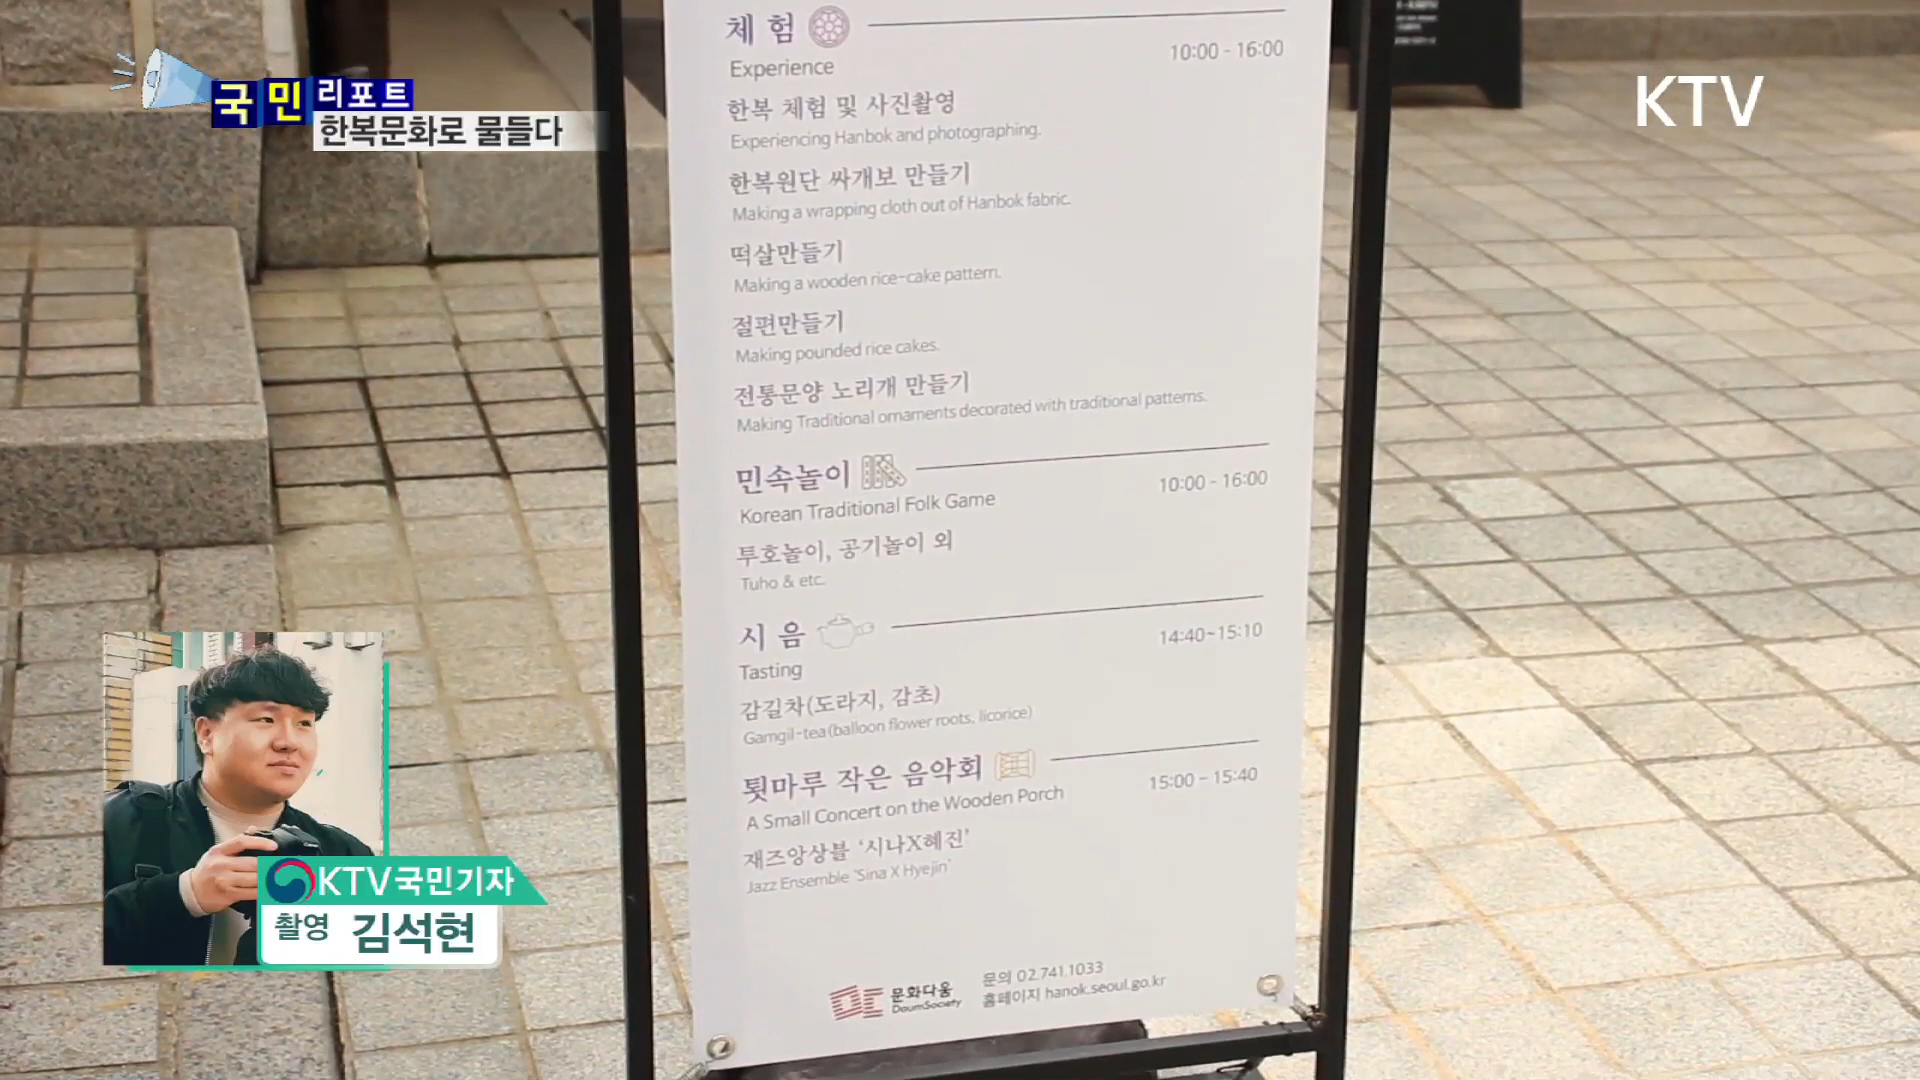 국민 리포트
한복문화로 물들다
KTV
체 험
10:00 - 16:00
Experience
한복 체험 및 사진촬영
Experiencing Hanbok and photographing.
한복원단 싸개보 만들기
Making a wrapping cloth out of Hanbok fabric.
떡살만들기
Making a wooden rice-cake pattern.
절편만들기
Making pounded rice cakes.
전통문양 노리개 만들기
Making Traditional ornaments decorated with traditional patterns.
민속놀이
10:00 - 16:00
Korean Traditional Folk Game
투호놀이, 공기놀이 외
Tuho & etc.
시 음
14:40~15:10
Tasting
감길차(도라지, 감초)
Gamgil-tea(balloon flower roots, licorice)
툇마루 작은 음악회
15:00 - 15:40
A Small Concert on the Wooden Porch
재즈앙상블 ‘시나X혜진’
Jazz Ensemble ‘Sina X Hyejin’
문화다움
DaumSociety
문의 02.741.1033
홈페이지 hanok.seoul.go.kr
KTV국민기자
촬영 김석현